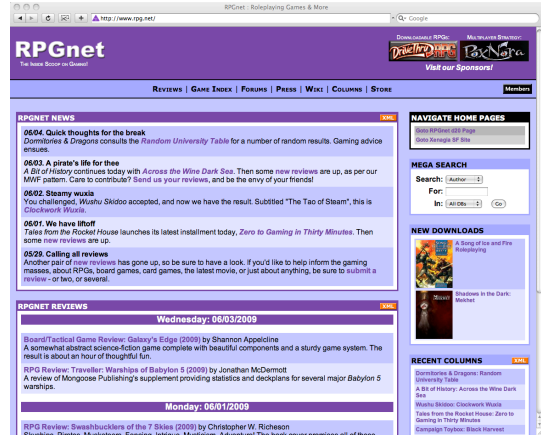 RPGnet : Roleplaying Games & More
http://www.rpg.net/
Google
RPGnet
The Inside Scoop on Gaming!
Downloadable RPGs:
Multiplayer Strategy:
DriveThruRPG
PoxNora
Visit our Sponsors!
Reviews | Game Index | Forums | Press | Wiki | Columns | Store
Members
RPGNET NEWS
XML
06/04. Quick thoughts for the break
Dormitories & Dragons consults the Random University Table for a number of random results. Gaming advice
ensues.
06/03. A pirate's life for thee
A Bit of History continues today with Across the Wine Dark Sea. Then some new reviews are up, as per our
MWF pattern. Care to contribute? Send us your reviews, and be the envy of your friends!
06/02. Steamy wuxia
You challenged, Wushu Skidoo accepted, and now we have the result. Subtitled "The Tao of Steam", this is
Clockwork Wuxia.
06/01. We have liftoff
Tales from the Rocket House launches its latest installment today, Zero to Gaming in Thirty Minutes. Then
some new reviews are up.
05/29. Calling all reviews
Another pair of new reviews has gone up, so be sure to have a look. If you'd like to help inform the gaming
masses, about RPGs, board games, card games, the latest movie, or just about anything, be sure to submit a
review - or two, or several.
RPGNET REVIEWS
XML
Wednesday: 06/03/2009
Board/Tactical Game Review: Galaxy's Edge (2009) by Shannon Appelcline
A somewhat abstract science-fiction game complete with beautiful components and a sturdy game system. The
result is about an hour of thoughtful fun.
RPG Review: Traveller: Warships of Babylon 5 (2009) by Jonathan McDermott
A review of Mongoose Publishing's supplement providing statistics and deckplans for several major Babylon 5
warships.
Monday: 06/01/2009
RPG Review: Swashbucklers of the 7 Skies (2009) by Christopher W. Richeson
NAVIGATE HOME PAGES
Goto RPGnet d20 Page
Goto Xenagia SF Site
MEGA SEARCH
Search: Author
For:
In: All DBs Go
NEW DOWNLOADS
A Song of Ice and Fire
Roleplaying
Shadows in the Dark:
Mekhet
RECENT COLUMNS
XML
Dormitories & Dragons: Random
University Table
A Bit of History: Across the Wine Dark
Sea
Wushu Skidoo: Clockwork Wuxia
Tales from the Rocket House: Zero to
Gaming in Thirty Minutes
Campaign Toybox: Black Harvest